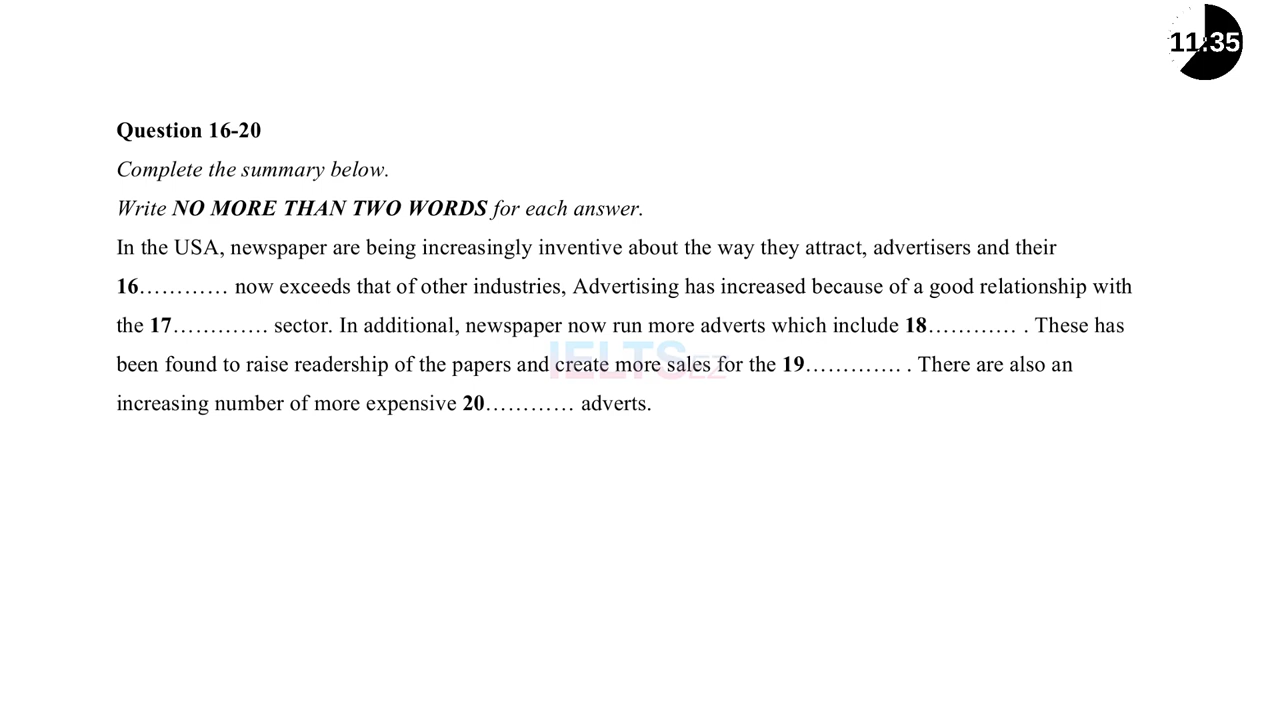 11:35
Question 16-20
Complete the summary below.
Write NO MORE THAN TWO WORDS for each answer.
In the USA, newspaper are being increasingly inventive about the way they attract, advertisers and their
16………… now exceeds that of other industries, Advertising has increased because of a good relationship with
the 17…………. sector. In additional, newspaper now run more adverts which include 18………… . These has
been found to raise readership of the papers and create more sales for the 19…………. . There are also an
increasing number of more expensive 20………… adverts.
IELTS EZ